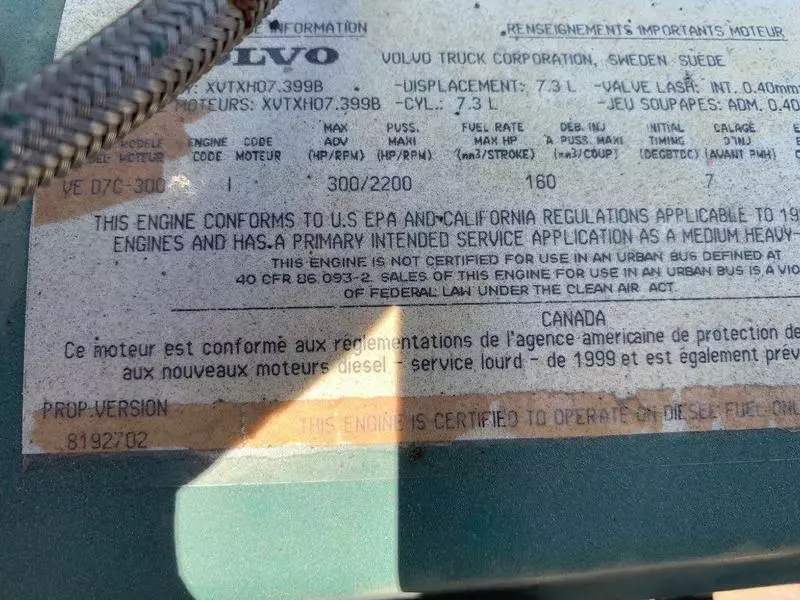 INFORMATION RENSEIGNEMENTS IMPORTANTS MOTEUR
VOLVO VOLVO TRUCK CORPORATION, SWEDEN SUÈDE
: XVTXH07.399B -DISPLACEMENT: 7.3 L -VALVE LASH: INT. 0.40mm
MOTEURS: XVTXH07.399B -CYL.: 7.3 L -JEU SOUPAPES: ADM. 0.40
MAX PUSS. FUEL RATE DÉB. INJ INITIAL CALAGE
MODELE ENGINE CODE ADV MAXI MAX HP A PUSS. MAXI TIMING D'INJ
MOTEUR CODE MOTEUR (HP/RPM) (HP/RPM) (mm3/STROKE) (mm3/COUP) (DEGBTDC) (AVANT PMH)
VE D7C-300 I 300/2200 160 7
THIS ENGINE CONFORMS TO U.S EPA AND CALIFORNIA REGULATIONS APPLICABLE TO 19
ENGINES AND HAS A PRIMARY INTENDED SERVICE APPLICATION AS A MEDIUM HEAVY-
THIS ENGINE IS NOT CERTIFIED FOR USE IN AN URBAN BUS DEFINED AT
40 CFR 86.093-2. SALES OF THIS ENGINE FOR USE IN AN URBAN BUS IS A VIO
OF FEDERAL LAW UNDER THE CLEAN AIR ACT.
CANADA
Ce moteur est conforme aux réglementations de l'agence americaine de protection de
aux nouveaux moteurs diesel - service lourd - de 1999 et est également prév
PROP.VERSION
8192702
THIS ENGINE IS CERTIFIED TO OPERATE ON DIESEL FUEL ONL